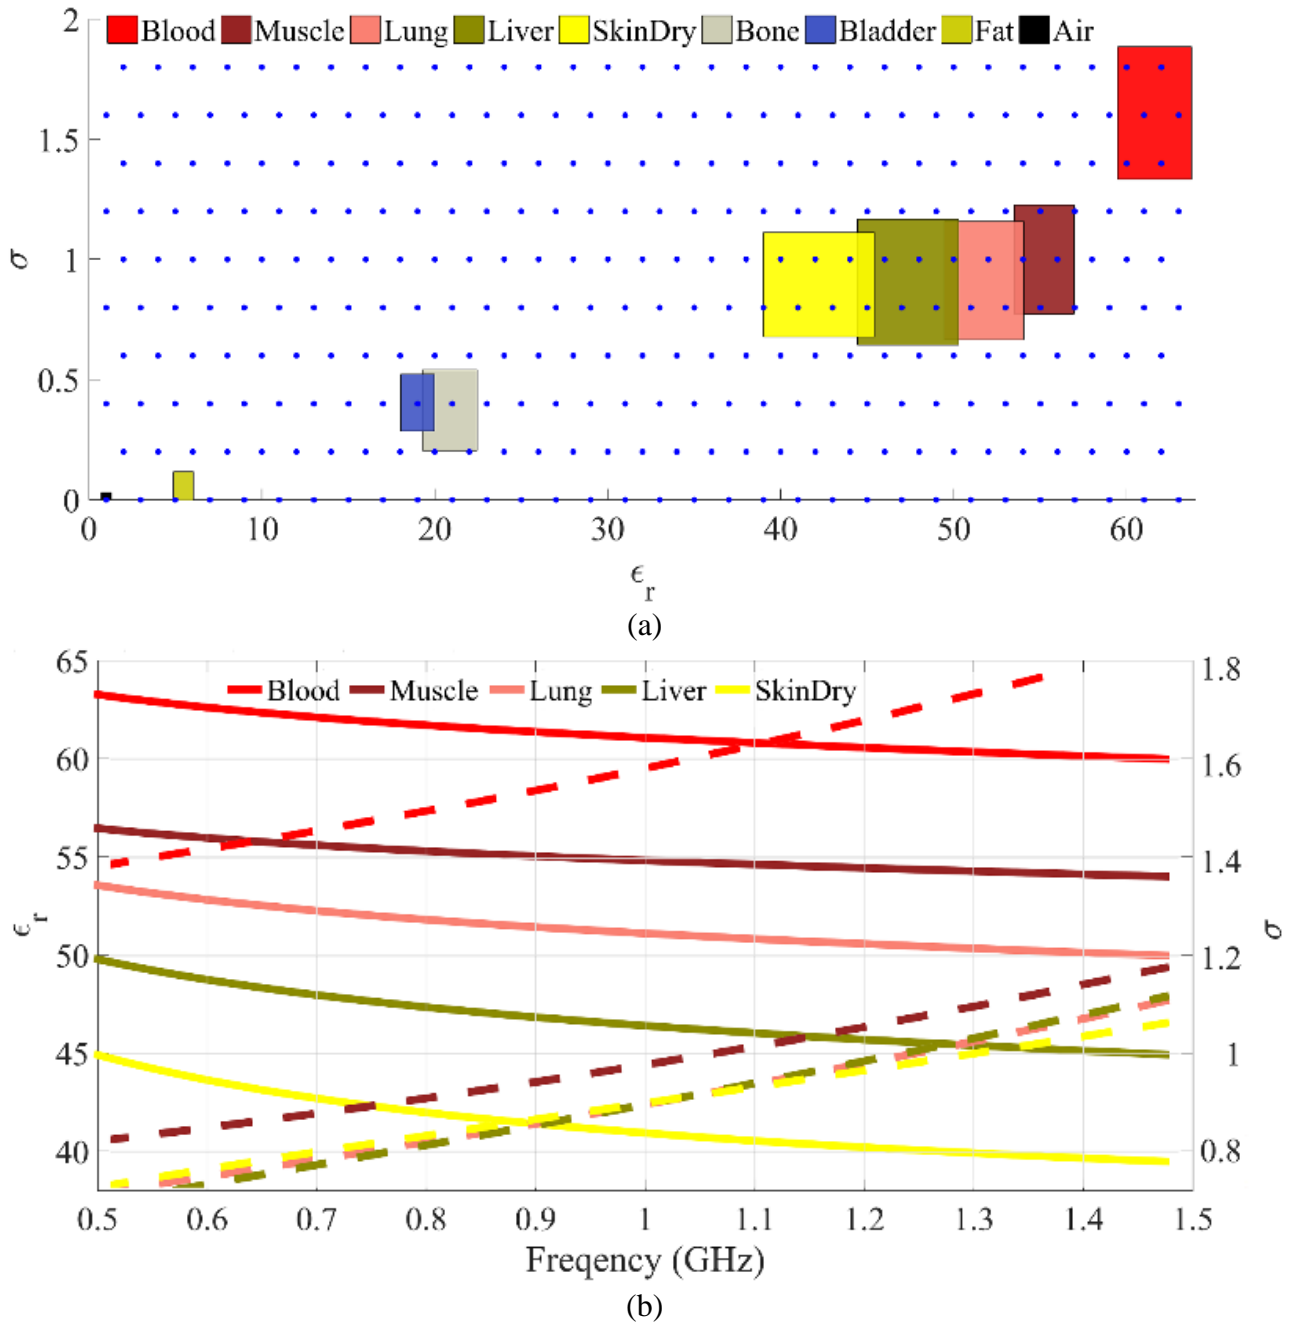 2
Blood Muscle Lung Liver SkinDry Bone Bladder Fat Air
1.5
1
σ
0.5
0
0 10 20 30 40 50 60
ϵr
(a)
65 1.8
Blood Muscle Lung Liver SkinDry
60 1.6
55 1.4
ϵr σ
50 1.2
45 1
40 0.8
0.5 0.6 0.7 0.8 0.9 1 1.1 1.2 1.3 1.4 1.5
Freqency (GHz)
(b)